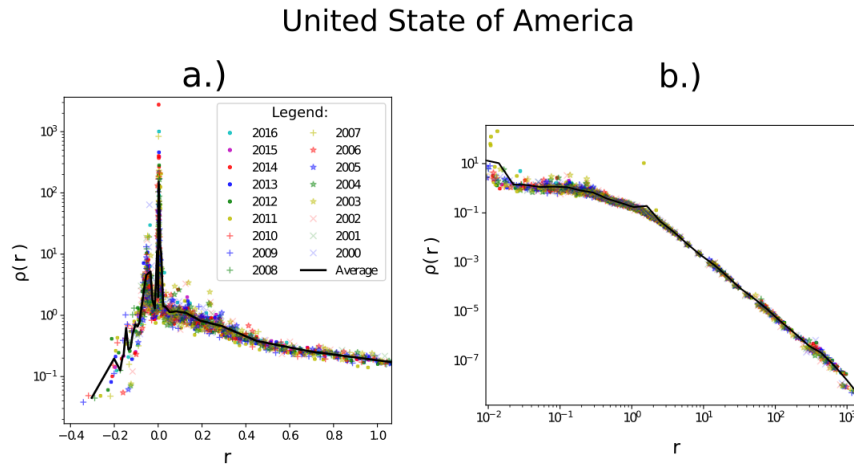 United State of America
a.)
b.)
ρ(r)
10³
10²
10¹
10⁰
10⁻¹
Legend:
2016
2015
2014
2013
2012
2011
2010
2009
2008
2007
2006
2005
2004
2003
2002
2001
2000
Average
−0.4 −0.2 0.0 0.2 0.4 0.6 0.8 1.0
r
ρ(r)
10¹
10⁻¹
10⁻³
10⁻⁵
10⁻⁷
10⁻² 10⁻¹ 10⁰ 10¹ 10² 10³
r